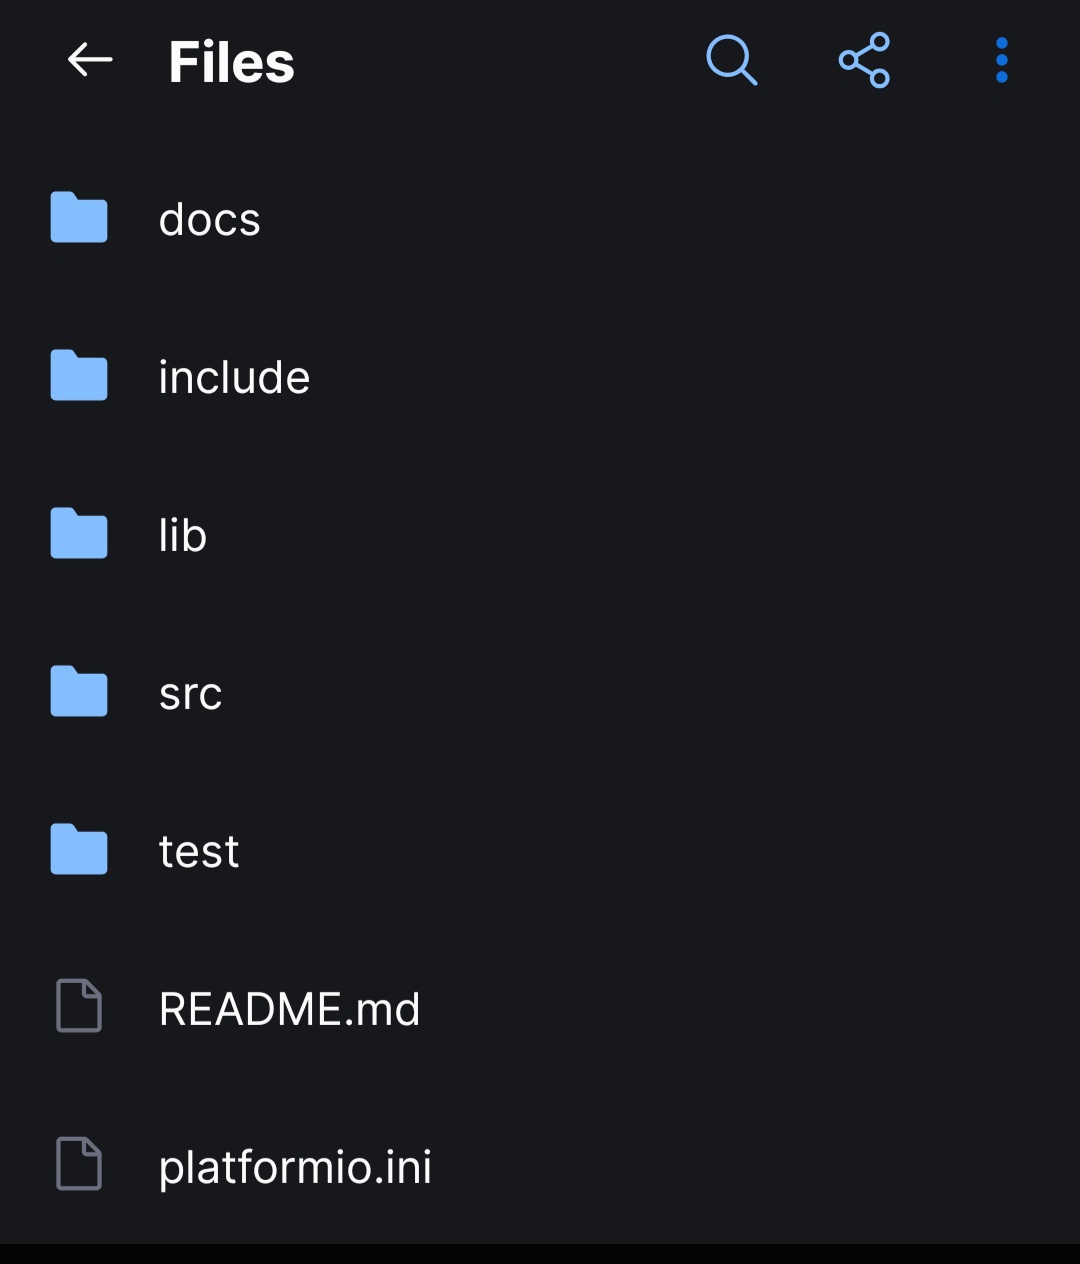 Files
docs
include
lib
src
test
README.md
platformio.ini